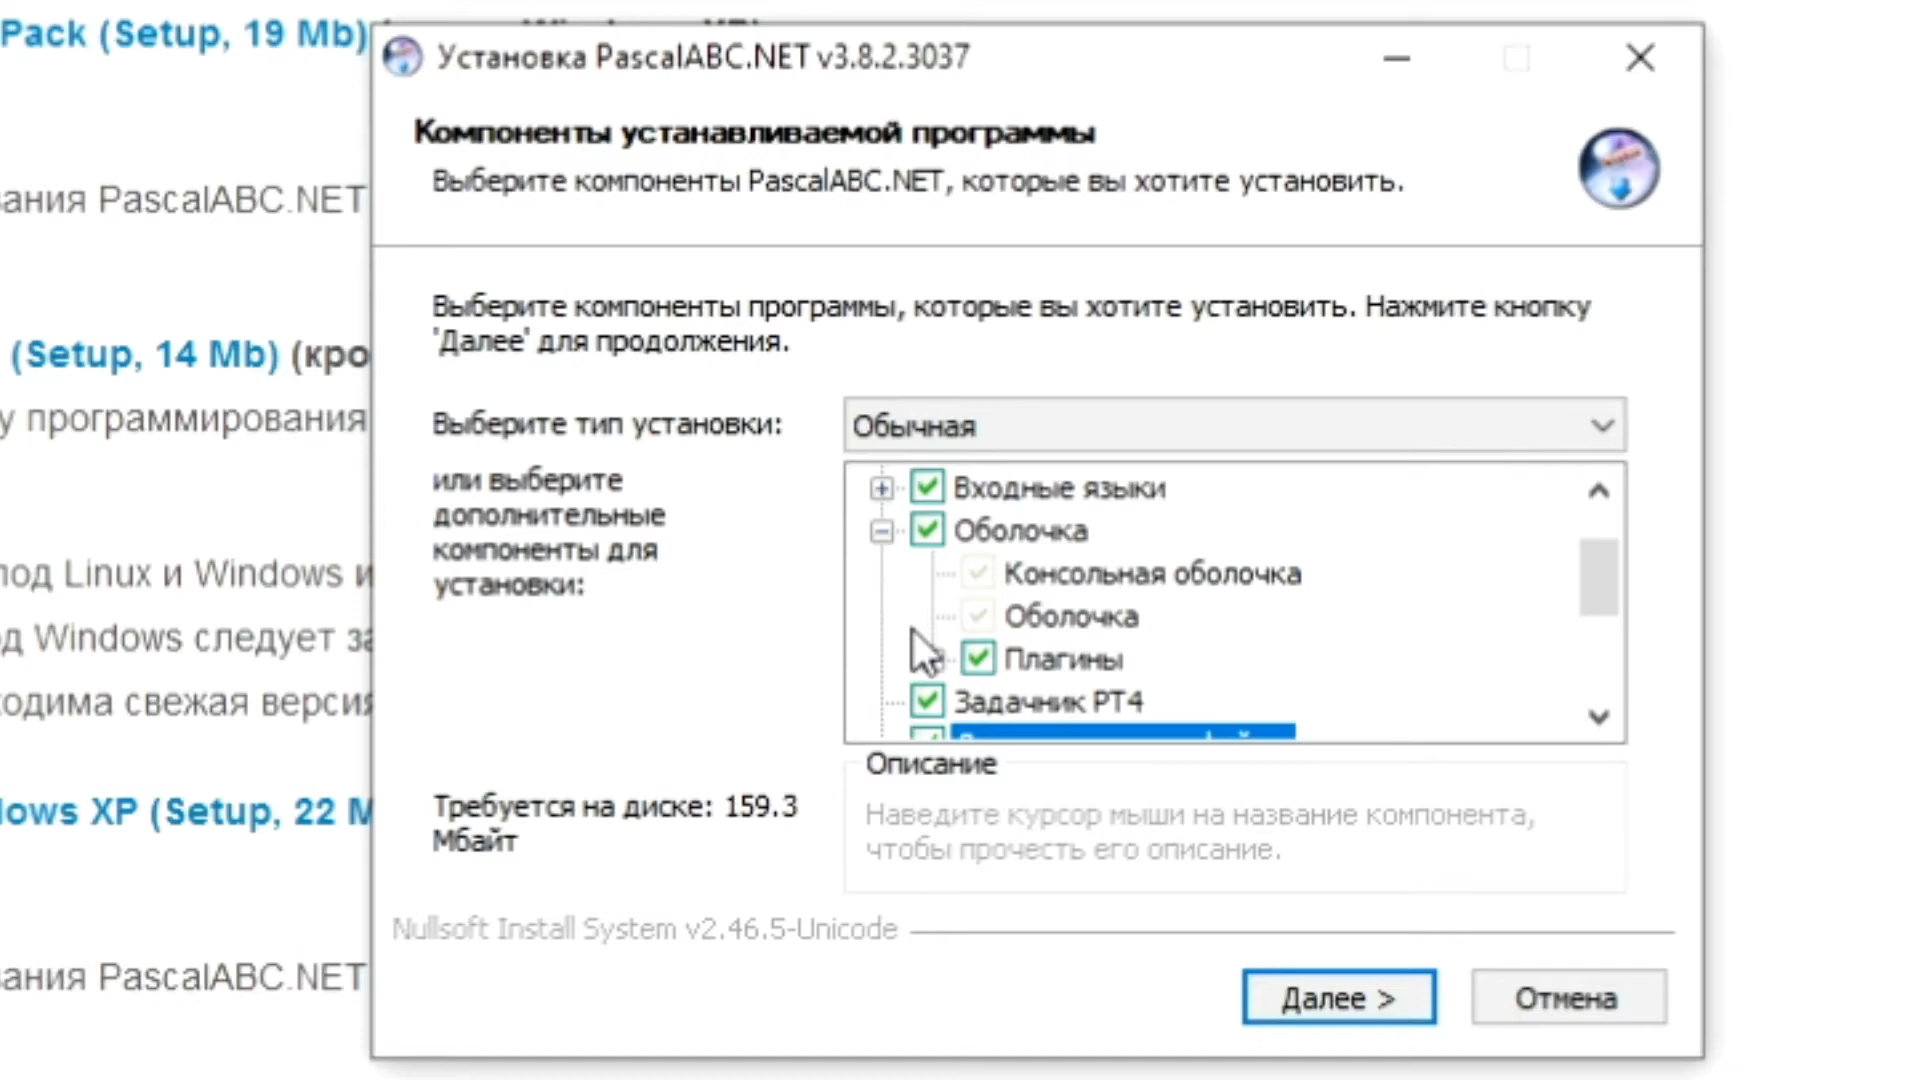 Pack (Setup, 19 Mb)
Установка PascalABC.NET v3.8.2.3037
Компоненты устанавливаемой программы
Выберите компоненты PascalABC.NET, которые вы хотите установить.
ания PascalABC.NET
Выберите компоненты программы, которые вы хотите установить. Нажмите кнопку
'Далее' для продолжения.
(Setup, 14 Mb) (кро
у программирования
Выберите тип установки:
Обычная
или выберите
дополнительные
компоненты для
установки:
Входные языки
Оболочка
Консольная оболочка
Оболочка
Плагины
Задачник PT4
под Linux и Windows и
д Windows следует за
ходима свежая версия
Описание
Наведите курсор мыши на название компонента,
чтобы прочесть его описание.
Требуется на диске: 159.3
Мбайт
lows XP (Setup, 22 M
Nullsoft Install System v2.46.5-Unicode
ания PascalABC.NET
Далее >
Отмена